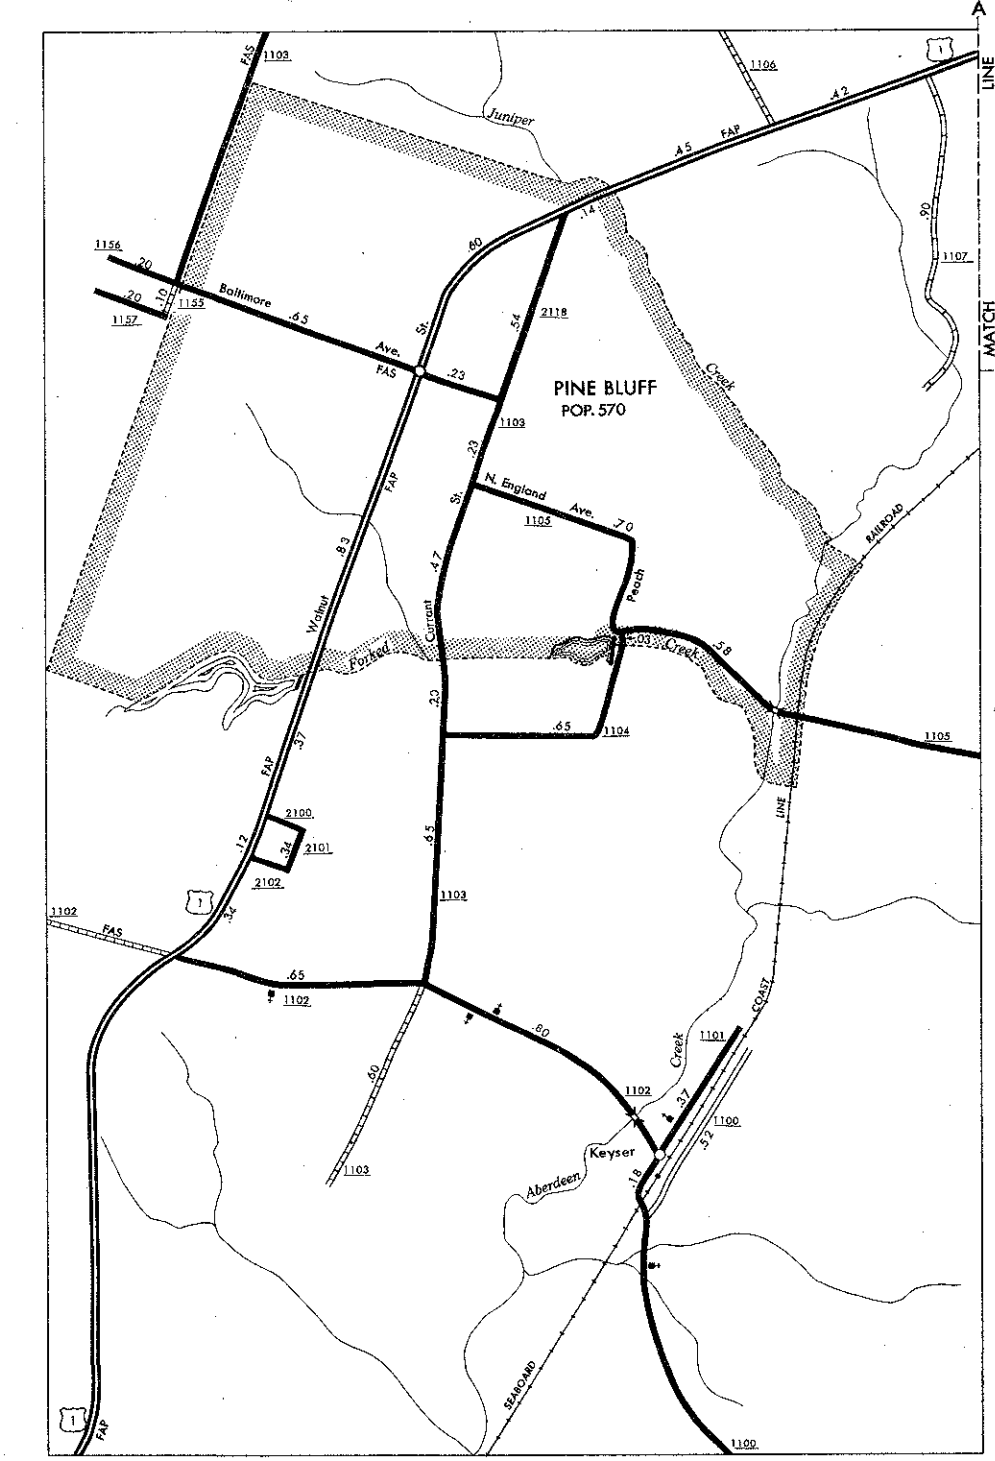 A
LINE
MATCH
FAS
1103
1106
1
.42
FAP
.45
Juniper
.14
.60
.90
1107
1156
.20
.20
.10
1155
1157
Baltimore
.65
Ave.
FAS
St.
.23
.54
2118
PINE BLUFF
POP. 570
Creek
1103
.23
St.
N. England
Ave.
.70
1105
FAP
.83
.47
RAILROAD
Peach
Walnut
Currant
Forked
.03
Creek
.58
.20
.65
1104
1105
.37
FAP
LINE
2100
.34
2101
.12
2102
.65
1
.34
1103
1102
FAS
.65
1102
COAST
.80
1101
Creek
.60
1102
.37
1100
.52
Keyser
1103
.18
Aberdeen
SEABOARD
1
FAP
1100